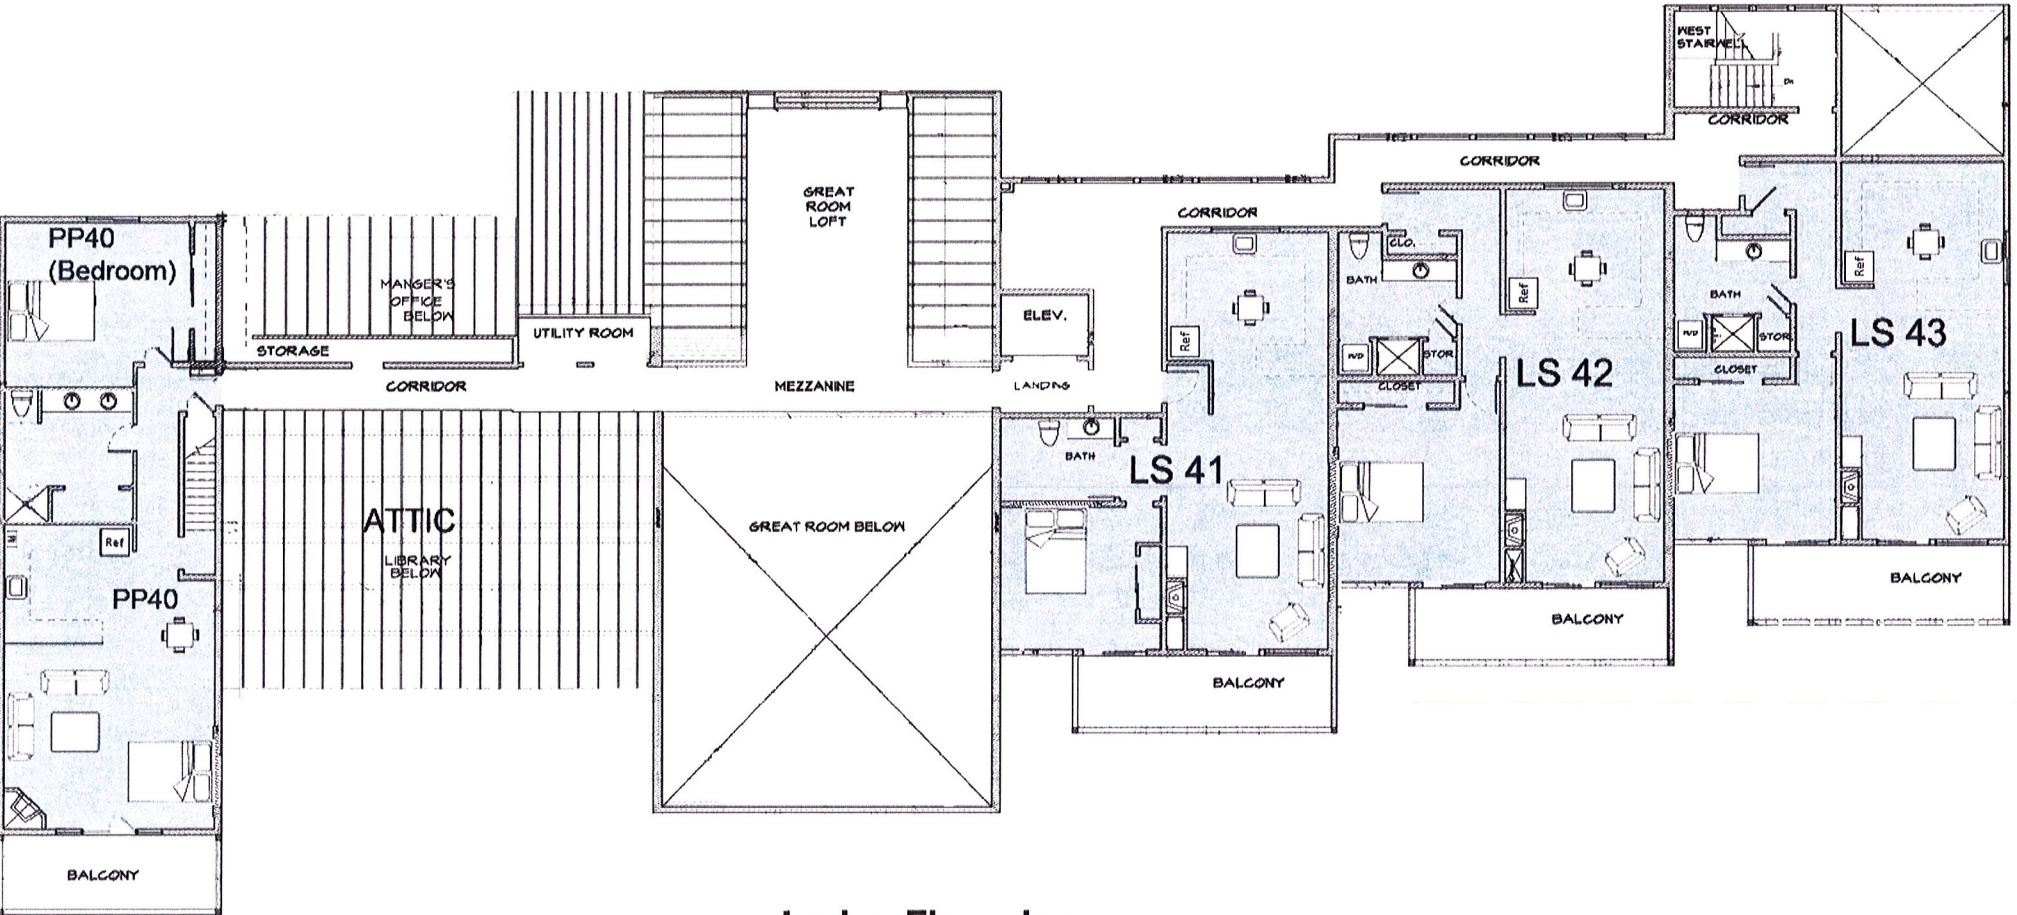 WEST
STAIRWELL
Dn
CORRIDOR
CORRIDOR
CORRIDOR
GREAT
ROOM
LOFT
PP40
(Bedroom)
MANGER'S
OFFICE
BELOW
UTILITY ROOM
STORAGE
CORRIDOR
MEZZANINE
ELEV.
LANDING
Ref
CLO.
BATH
W/D
STOR
CLOSET
Ref
LS 42
BATH
W/D
STOR
CLOSET
Ref
LS 43
BATH
LS 41
ATTIC
LIBRARY
BELOW
GREAT ROOM BELOW
Ref
PP40
BALCONY
BALCONY
BALCONY
BALCONY